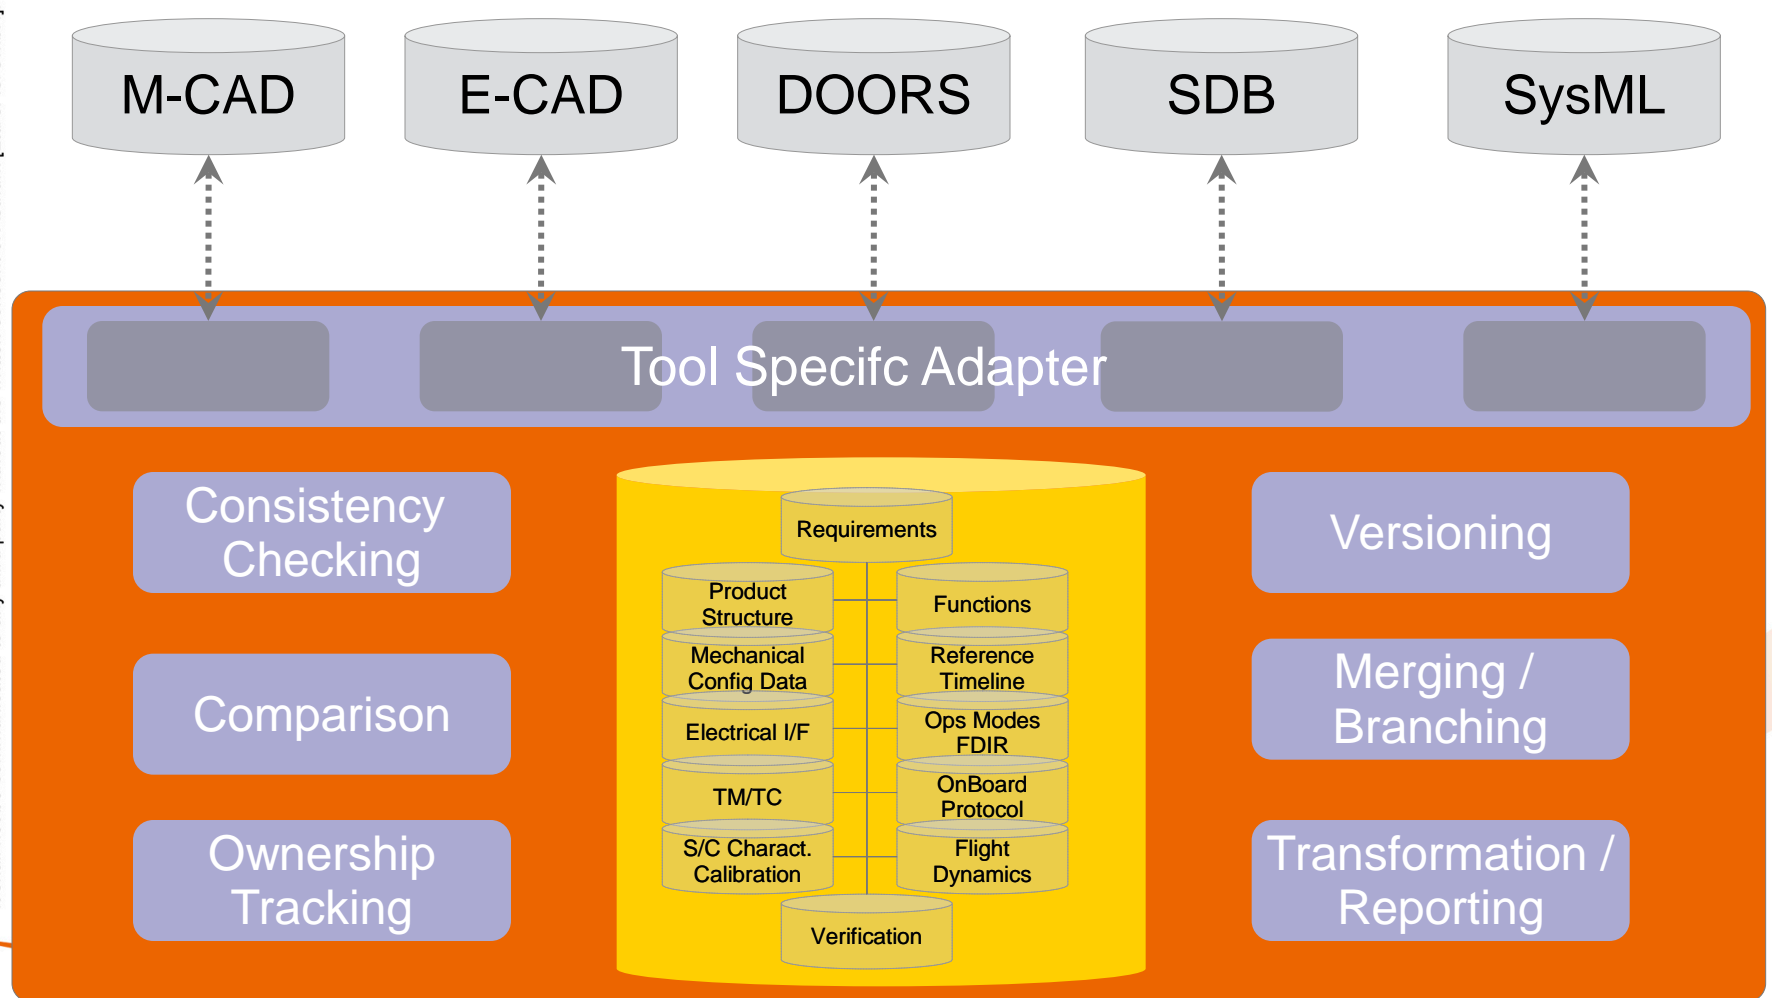 M-CAD
E-CAD
DOORS
SDB
SysML
Tool Specifc Adapter
Consistency
Checking
Comparison
Ownership
Tracking
Requirements
Product
Structure
Functions
Mechanical
Config Data
Reference
Timeline
Electrical I/F
Ops Modes
FDIR
TM/TC
OnBoard
Protocol
S/C Charact.
Calibration
Flight
Dynamics
Verification
Versioning
Merging /
Branching
Transformation /
Reporting